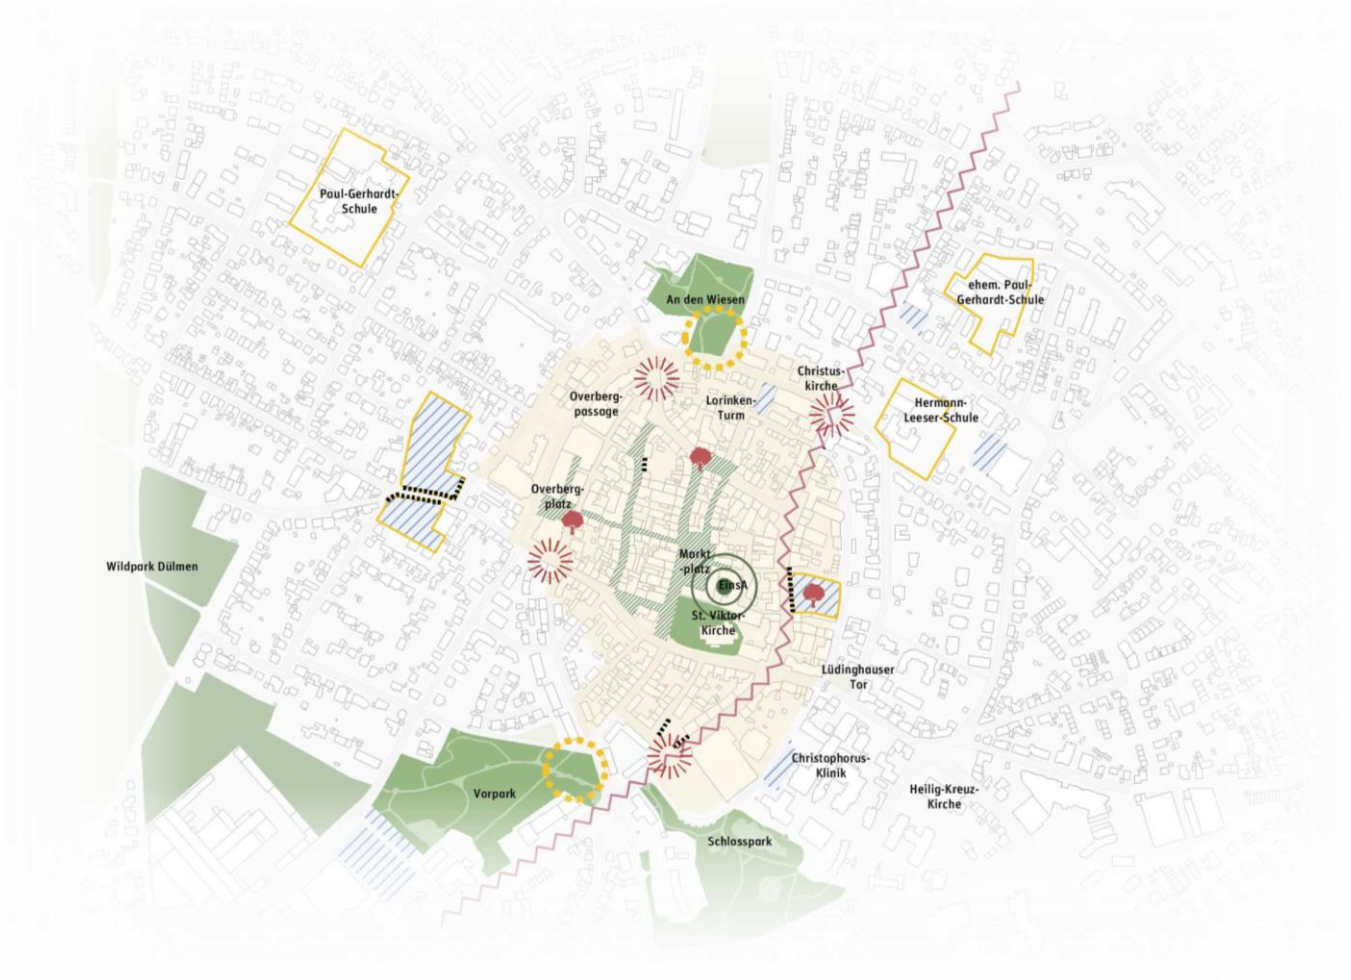 Paul-Gerhardt-
Schule
An den Wiesen
ehem. Paul-
Gerhardt-Schule
Christus-
kirche
Overberg-
passage
Lorinken-
Turm
Hermann-
Leeser-Schule
Overberg-
platz
Markt
-platz
Wildpark Dülmen
EinsA
St. Viktor-
Kirche
Lüdinghauser
Tor
Christophorus-
Klinik
Vorpark
Heilig-Kreuz-
Kirche
Schlosspark